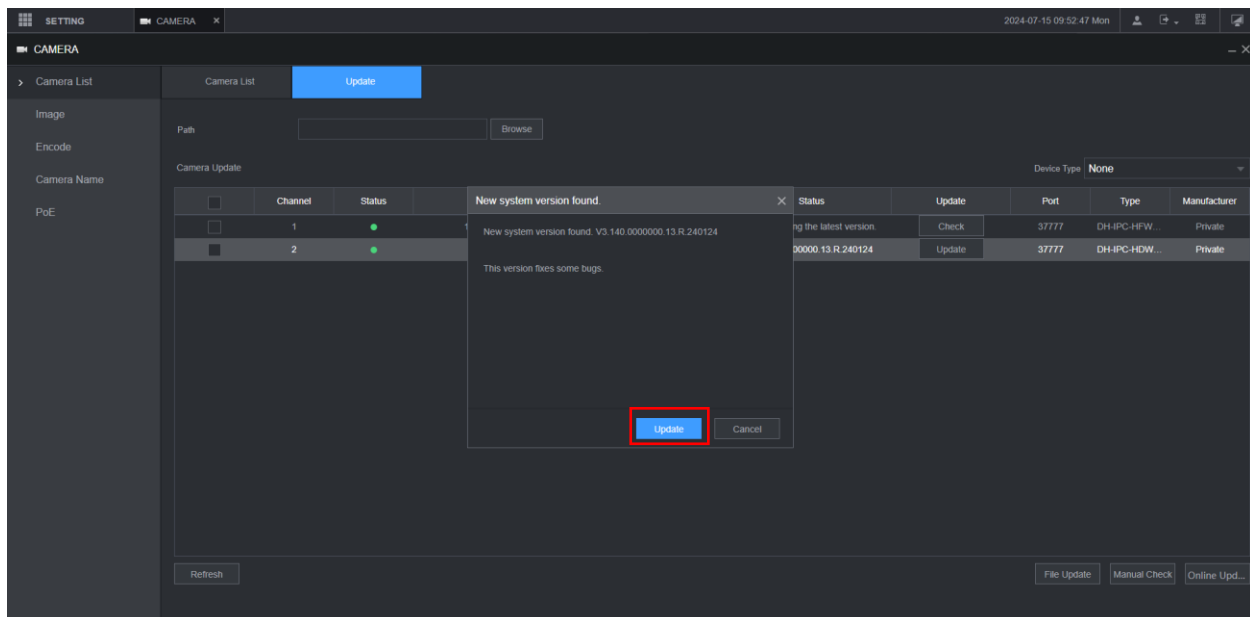 SETTING CAMERA × 2024-07-15 09:52:47 Mon
CAMERA
Camera List Camera List Update
Image
Path Browse
Encode
Camera Update Device Type None
Camera Name
Channel Status Status Update Port Type Manufacturer
PoE
New system version found.
1 ng the latest version. Check 37777 DH-IPC-HFW... Private
2 00000.13.R.240124 Update 37777 DH-IPC-HDW... Private
New system version found. V3.140.0000000.13.R.240124
This version fixes some bugs.
Update Cancel
Refresh File Update Manual Check Online Upd...